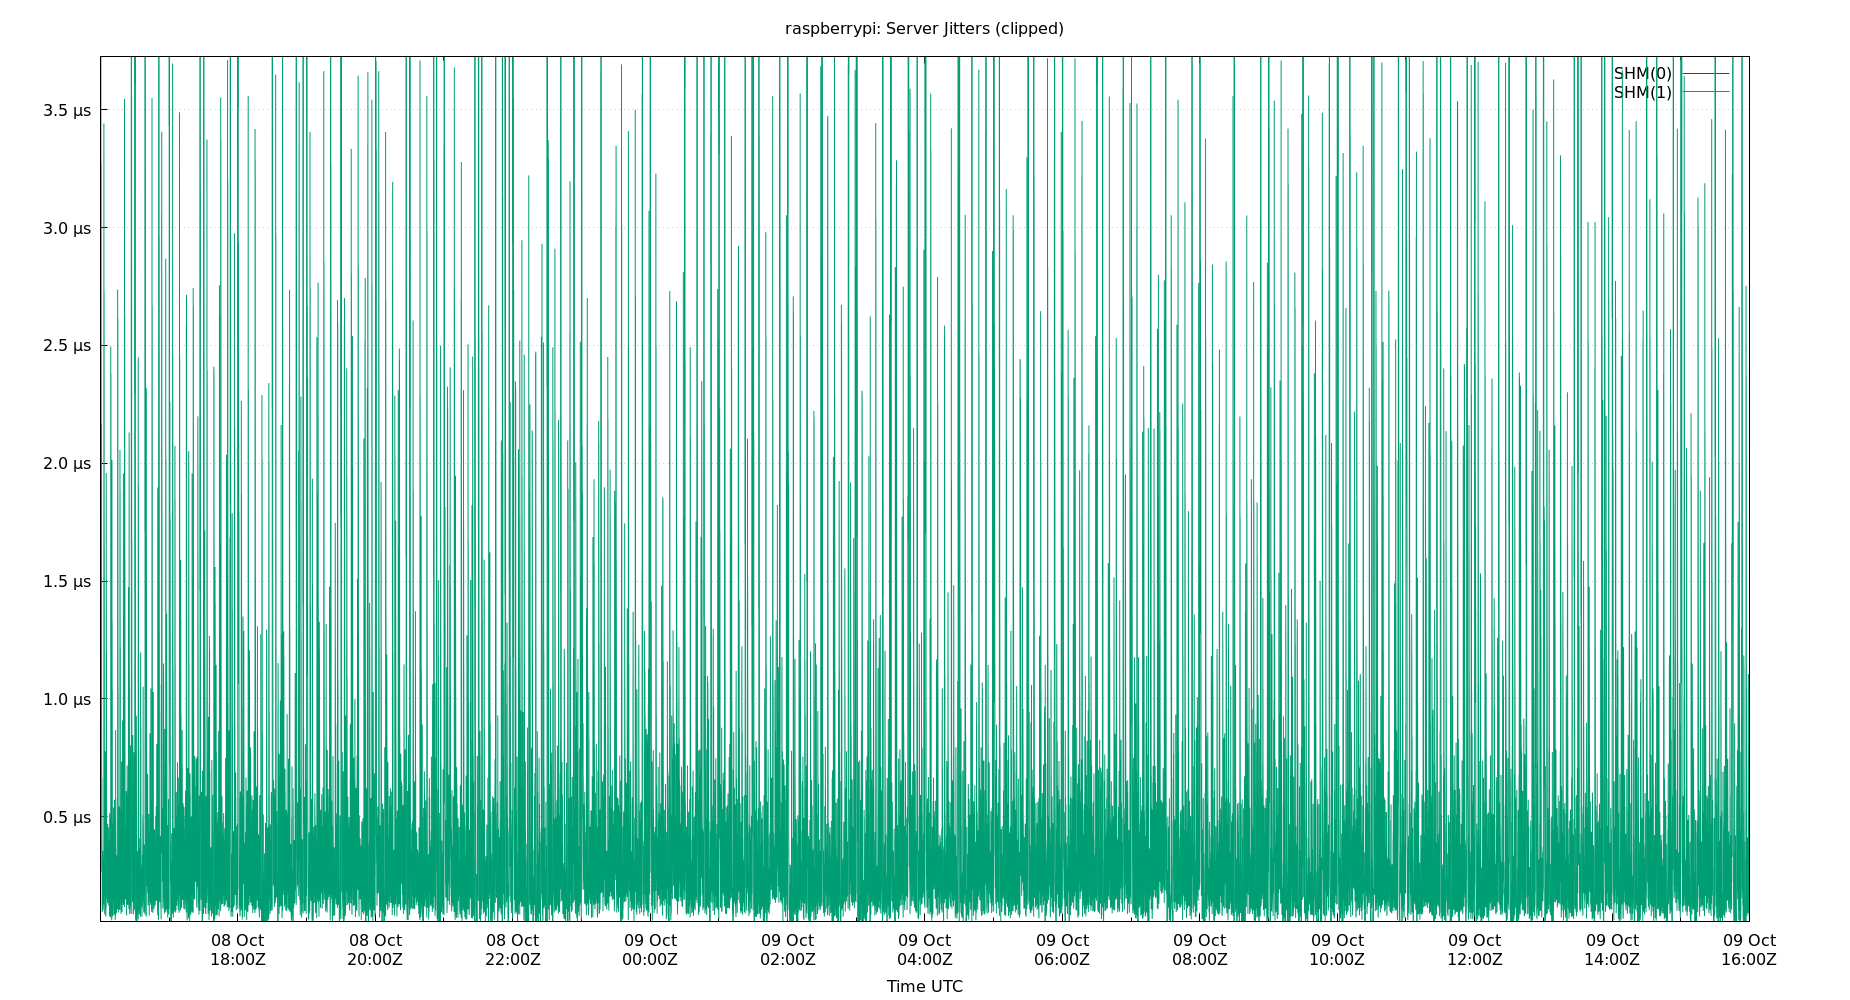 raspberrypi: Server Jitters (clipped)
SHM(0)
SHM(1)
3.5 µs
3.0 µs
2.5 µs
2.0 µs
1.5 µs
1.0 µs
0.5 µs
08 Oct 08 Oct 08 Oct 09 Oct 09 Oct 09 Oct 09 Oct 09 Oct 09 Oct 09 Oct 09 Oct 09 Oct
18:00Z 20:00Z 22:00Z 00:00Z 02:00Z 04:00Z 06:00Z 08:00Z 10:00Z 12:00Z 14:00Z 16:00Z
Time UTC